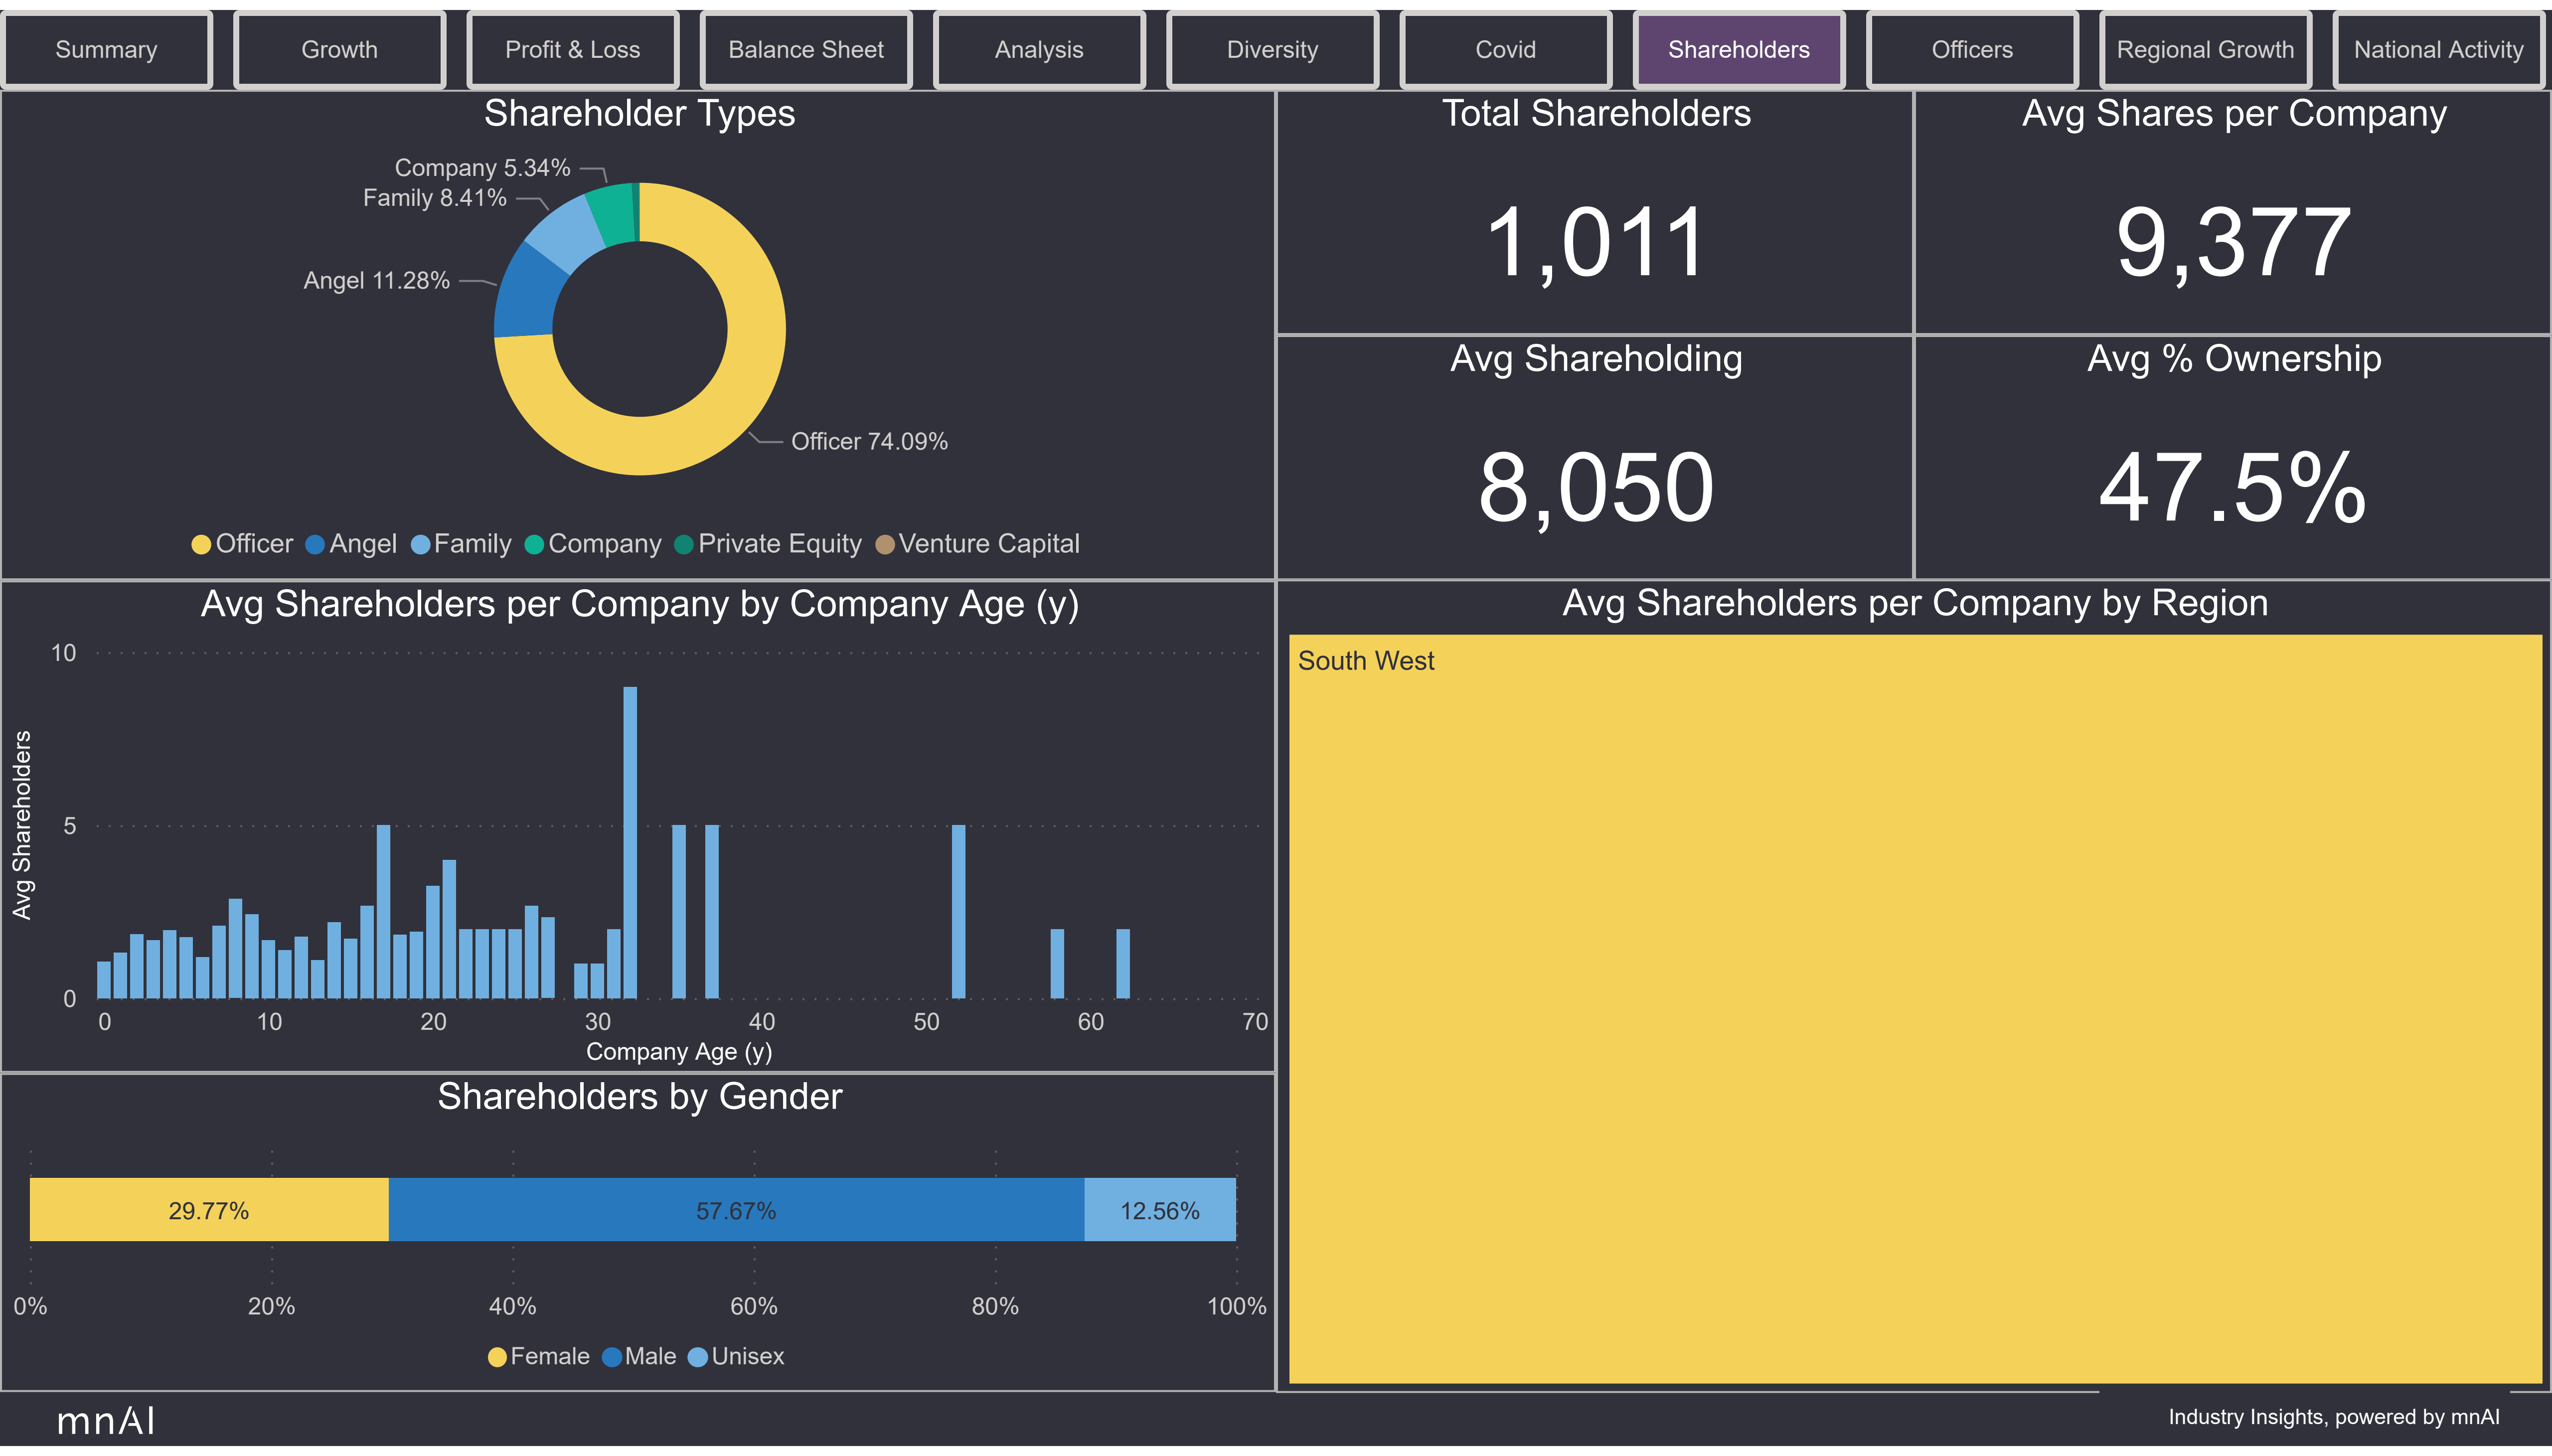 Summary
Growth
Profit & Loss
Balance Sheet
Analysis
Diversity
Covid
Shareholders
Officers
Regional Growth
National Activity
Shareholder Types
Company 5.34%
Family 8.41%
Angel 11.28%
Officer 74.09%
Officer Angel Family Company Private Equity Venture Capital
Total Shareholders
1,011
Avg Shares per Company
9,377
Avg Shareholding
8,050
Avg % Ownership
47.5%
Avg Shareholders per Company by Company Age (y)
Avg Shareholders
10
5
0
0 10 20 30 40 50 60 70
Company Age (y)
Avg Shareholders per Company by Region
South West
Shareholders by Gender
29.77% 57.67% 12.56%
0% 20% 40% 60% 80% 100%
Female Male Unisex
mnAI
Industry Insights, powered by mnAI